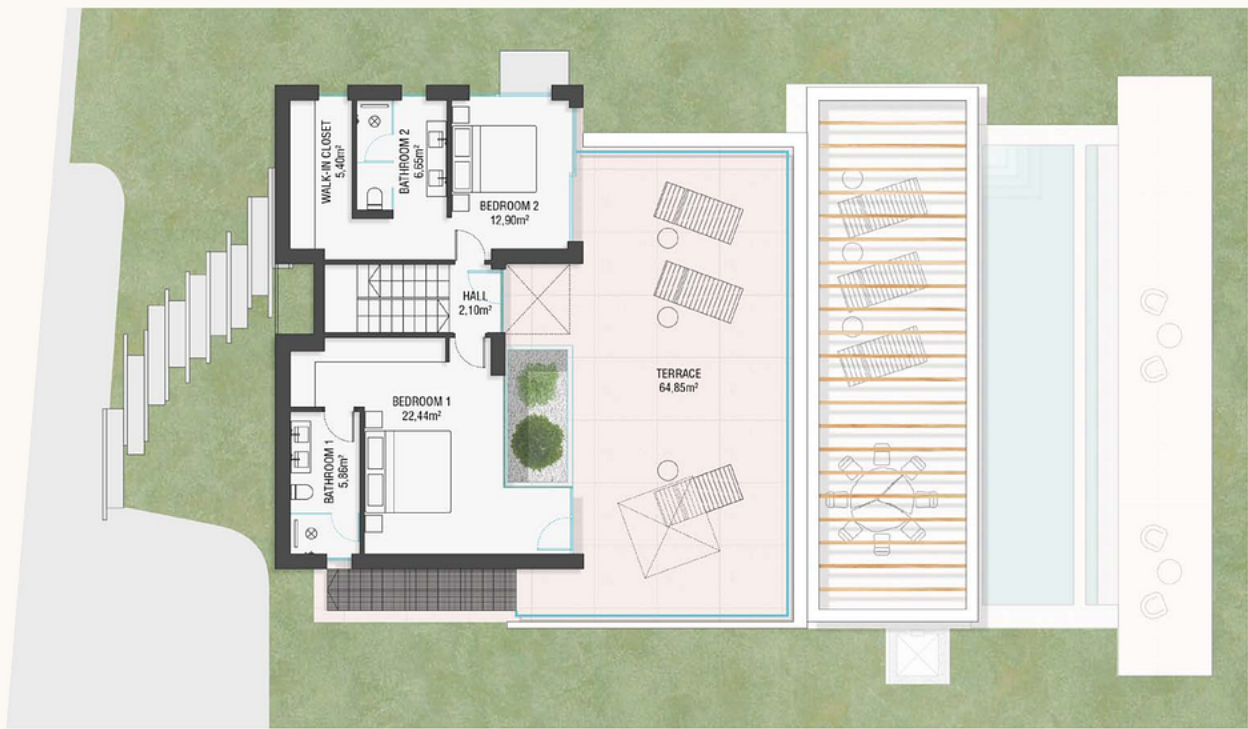 WALK-IN CLOSET
5,40m²
BATHROOM 2
6,65m²
BEDROOM 2
12,90m²
HALL
2,10m²
TERRACE
64,85m²
BEDROOM 1
22,44m²
BATHROOM 1
5,86m²